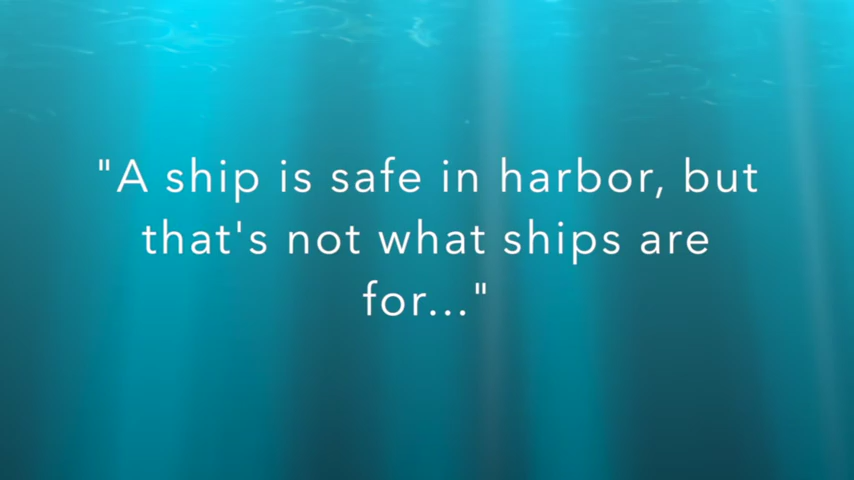 "A ship is safe in harbor, but
that's not what ships are
for..."